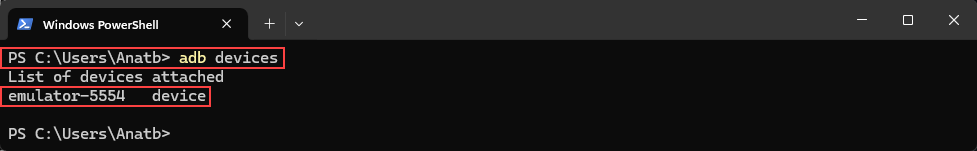 Windows PowerShell
PS C:\Users\Anatb> adb devices
List of devices attached
emulator-5554   device
PS C:\Users\Anatb>